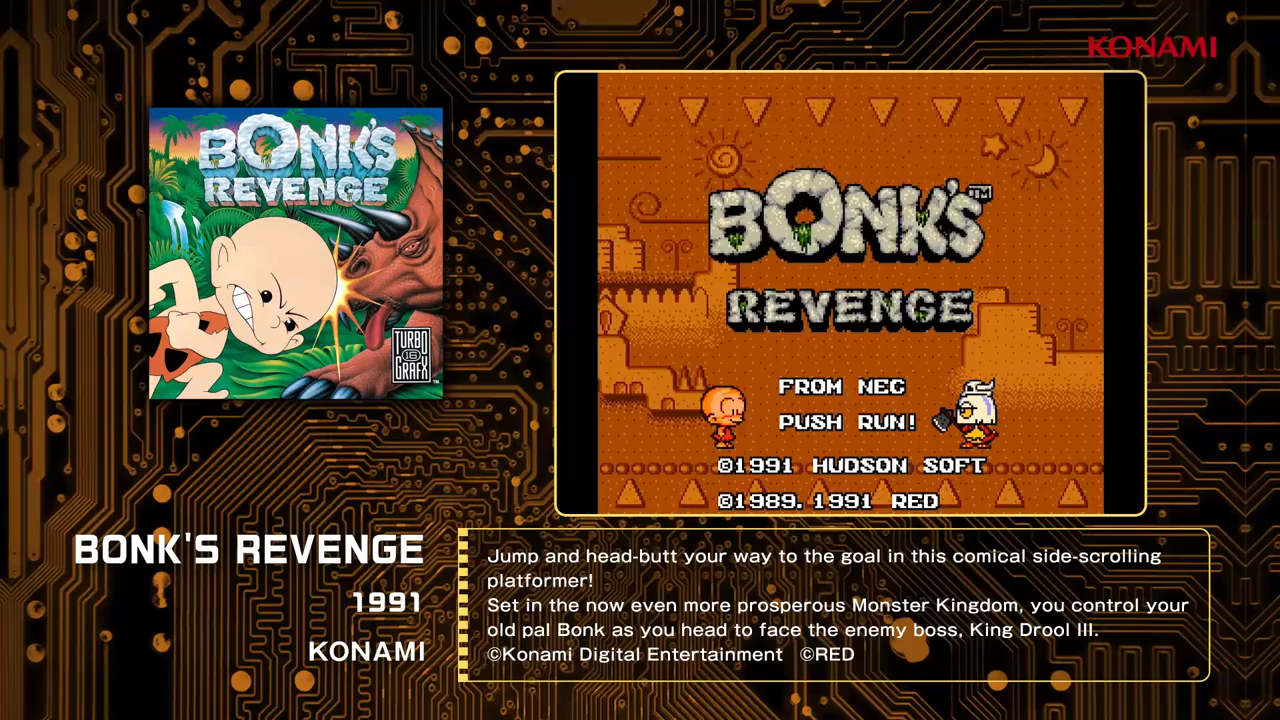 KONAMI
BONK'S
REVENGE
TURBO
16
GRAFX
TM
BONK'S TM
REVENGE
FROM NEC
PUSH RUN!
©1991 HUDSON SOFT
©1989. 1991 RED
BONK'S REVENGE
1991
KONAMI
Jump and head-butt your way to the goal in this comical side-scrolling
platformer!
Set in the now even more prosperous Monster Kingdom, you control your
old pal Bonk as you head to face the enemy boss, King Drool III.
©Konami Digital Entertainment ©RED